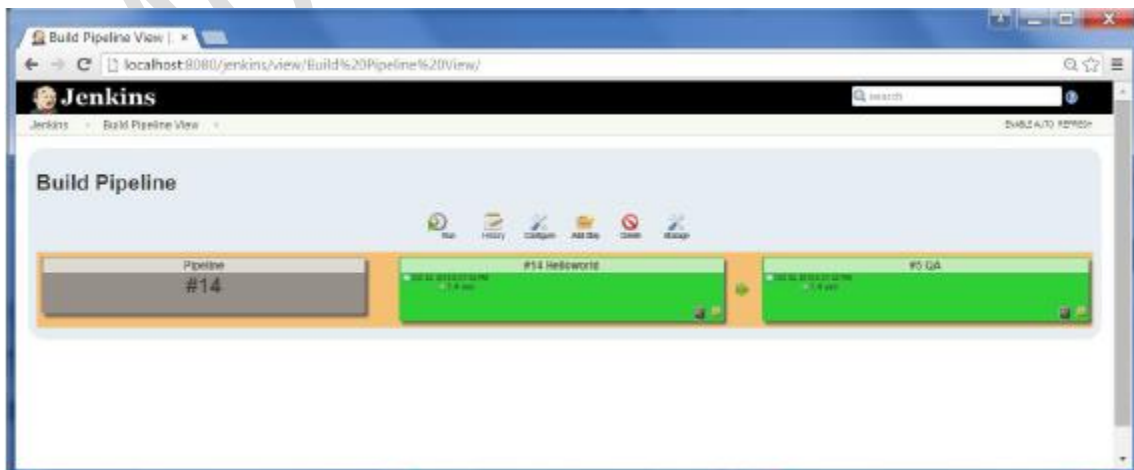 Build Pipeline View [
localhost:8080/jenkins/view/Build%20Pipeline%20View/
Jenkins
search
Jenkins
Build Pipeline View
ENABLE AUTO REFRESH
Build Pipeline
Run
History
Configure
Add Step
Delete
Manage
Pipeline
#14
#14 Helloworld
#5 QA